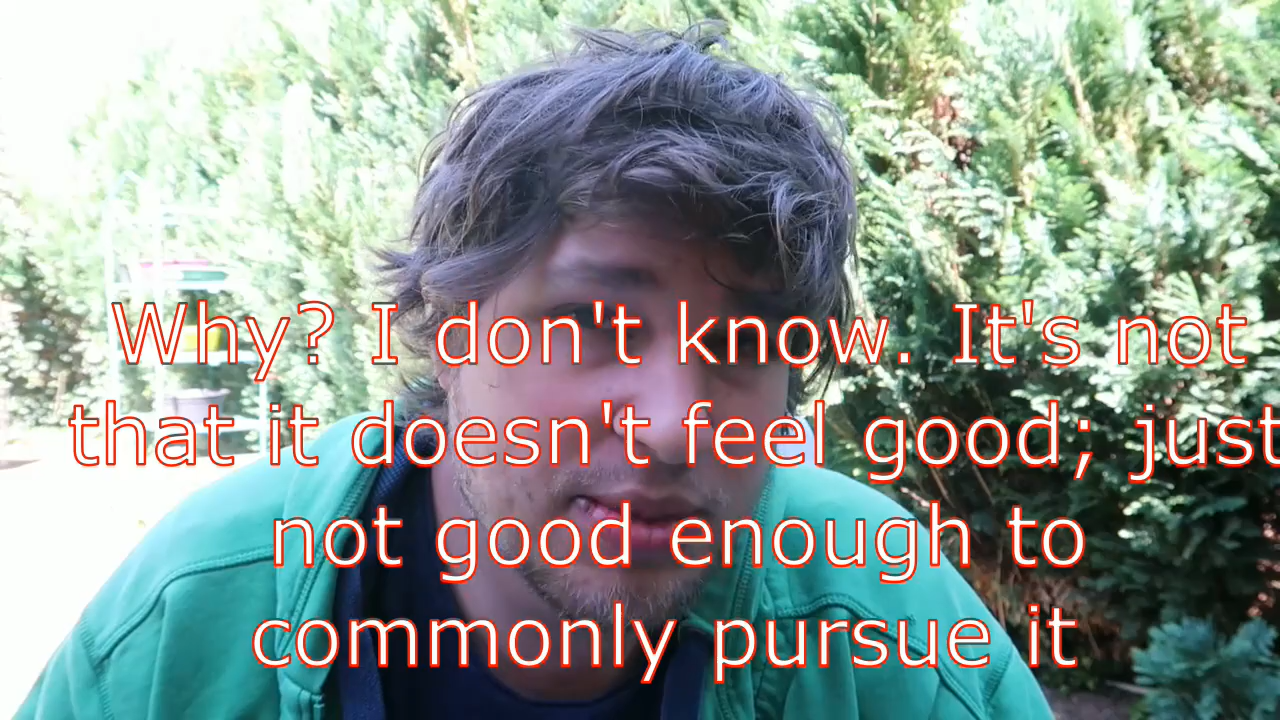 Why? I don't know. It's not
that it doesn't feel good; just
not good enough to
commonly pursue it